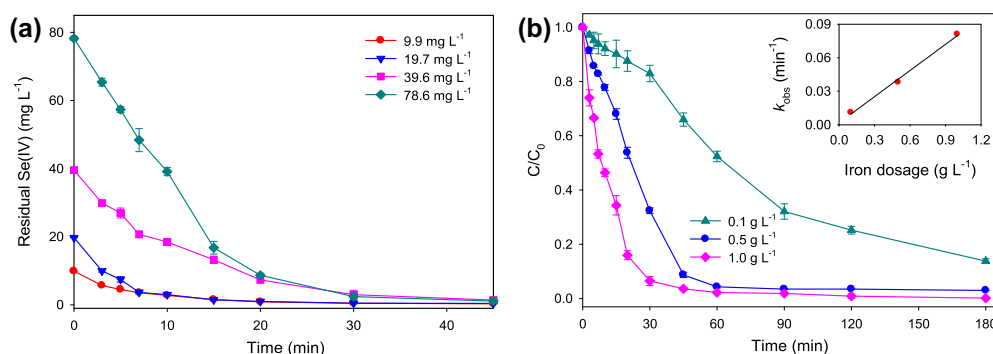 (a)
Residual Se(IV) (mg L⁻¹)
80
60
40
20
0
0
10
20
30
40
Time (min)
9.9 mg L⁻¹
19.7 mg L⁻¹
39.6 mg L⁻¹
78.6 mg L⁻¹
(b)
C/C₀
1.0
0.8
0.6
0.4
0.2
0.0
0
30
60
90
120
150
180
Time (min)
0.1 g L⁻¹
0.5 g L⁻¹
1.0 g L⁻¹
kobs (min⁻¹)
0.09
0.06
0.03
0.00
0.0 0.3 0.6 0.9 1.2
Iron dosage (g L⁻¹)